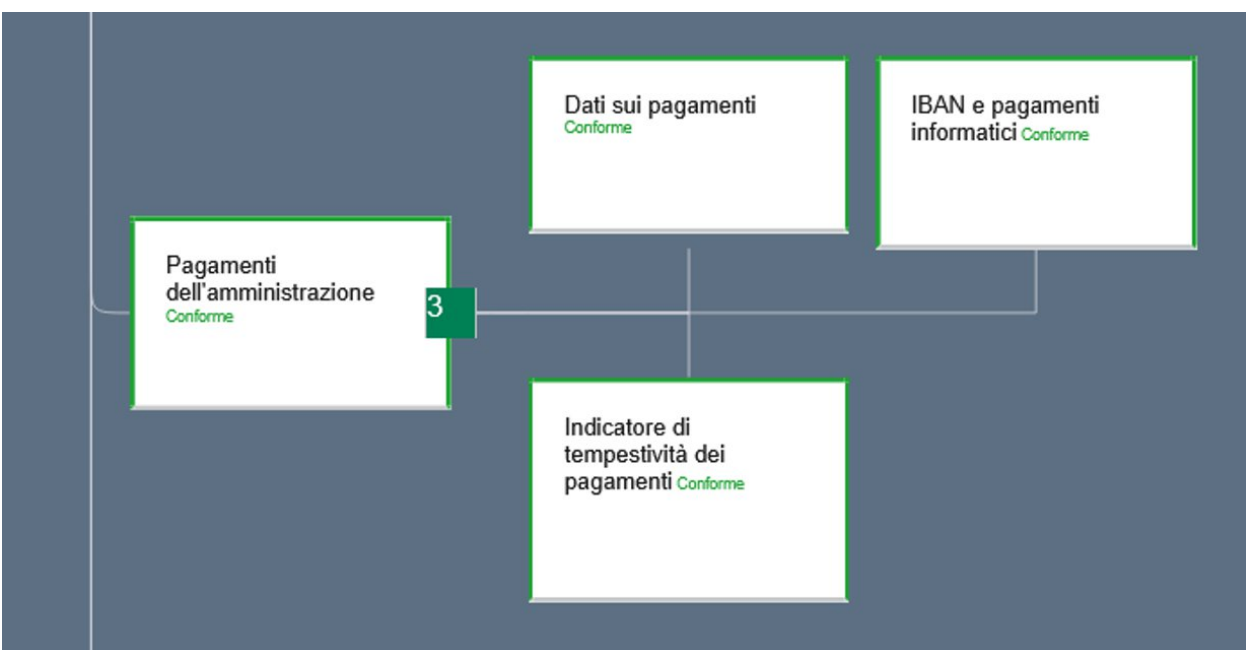 Dati sui pagamenti
Conforme
IBAN e pagamenti
informatici Conforme
Pagamenti
dell'amministrazione
Conforme
3
Indicatore di
tempestività dei
pagamenti Conforme